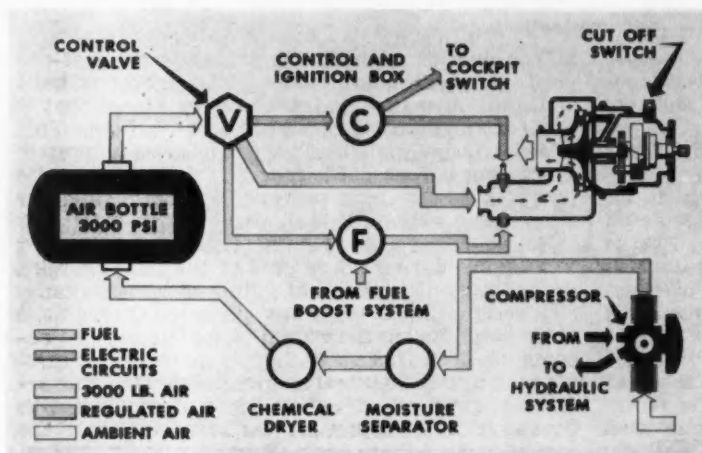 CONTROL
VALVE
CONTROL AND
IGNITION BOX
TO
COCKPIT
SWITCH
CUT OFF
SWITCH
V
C
AIR BOTTLE
3000 PSI
F
FROM FUEL
BOOST SYSTEM
COMPRESSOR
FROM
TO
HYDRAULIC
SYSTEM
FUEL
ELECTRIC
CIRCUITS
3000 LB. AIR
REGULATED AIR
AMBIENT AIR
CHEMICAL
DRYER
MOISTURE
SEPARATOR